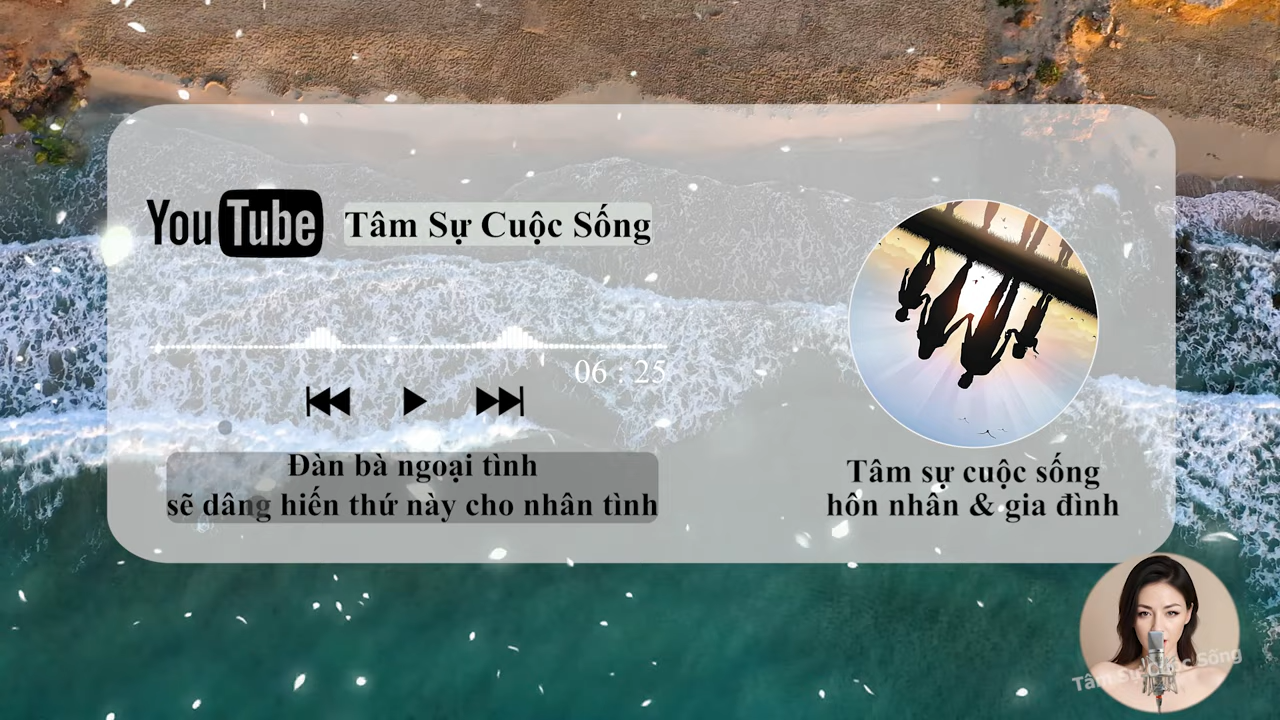 YouTube
Tâm Sự Cuộc Sống
06 : 25
Đàn bà ngoại tình
sẽ dâng hiến thứ này cho nhân tình
Tâm sự cuộc sống
hôn nhân & gia đình
Tâm Sự Cuộc Sống